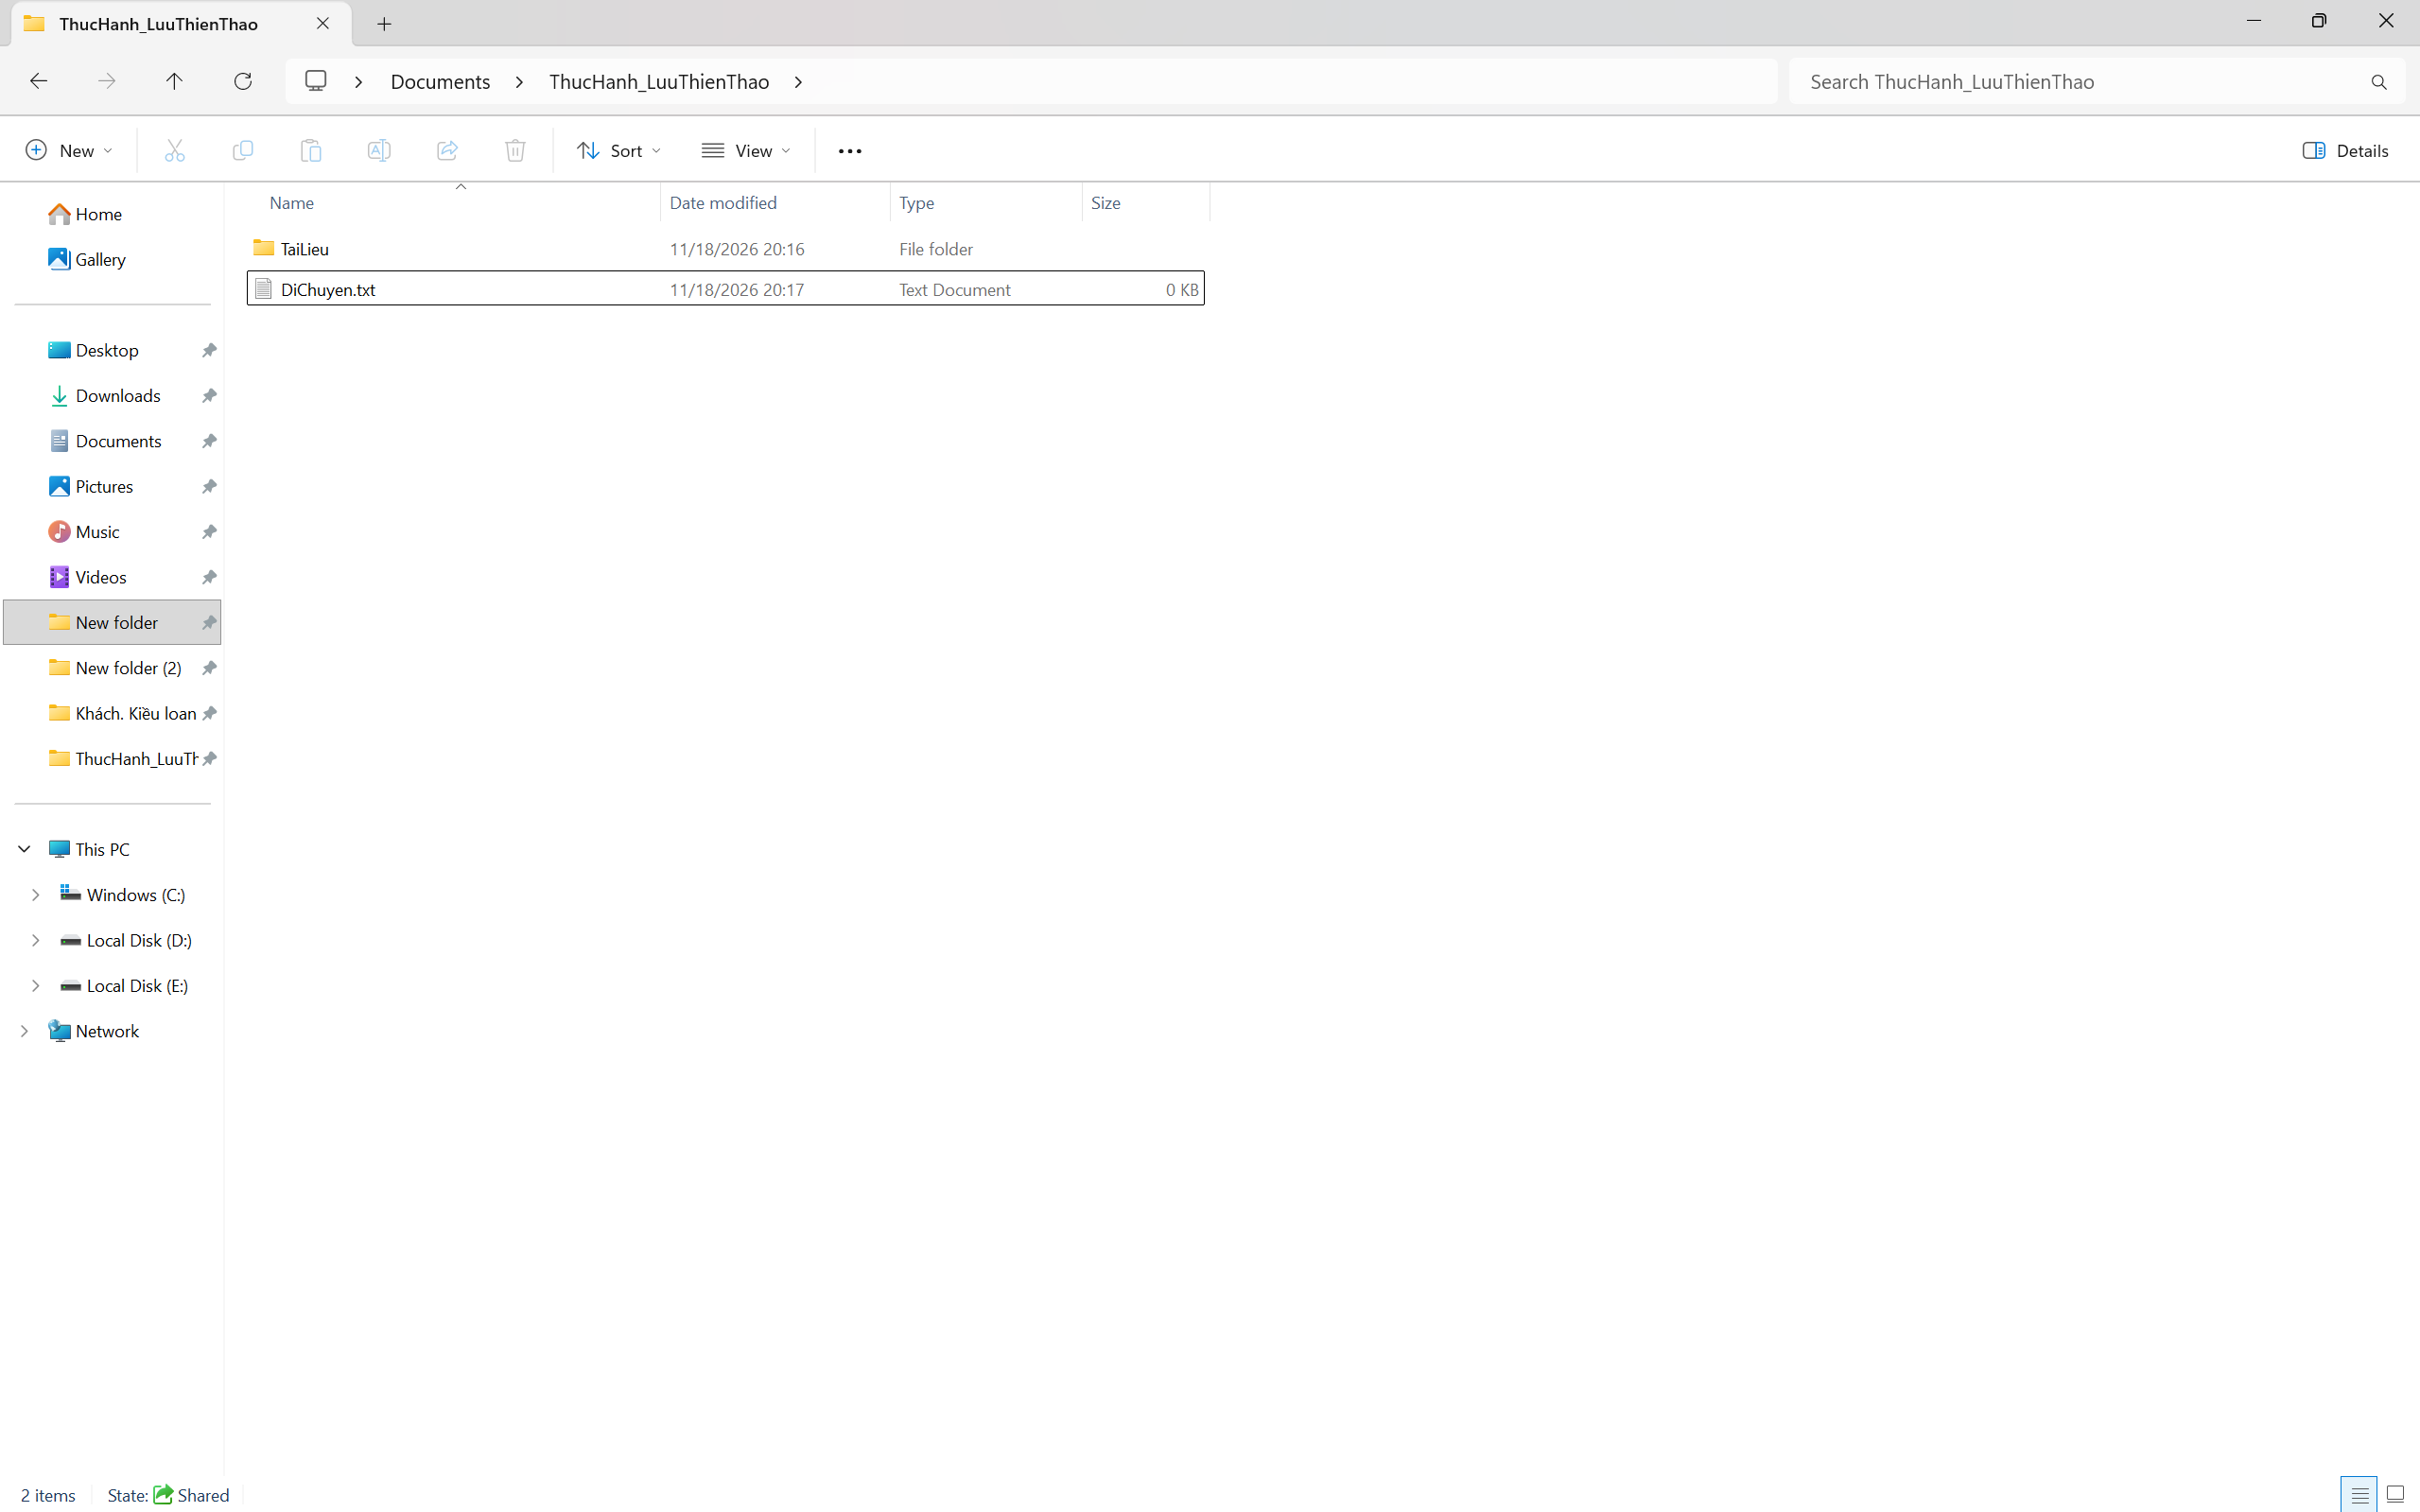 ThucHanh_LuuThienThao
Documents > ThucHanh_LuuThienThao >
Search ThucHanh_LuuThienThao
New
Sort
View
Details
Name Date modified Type Size
TaiLieu 11/18/2026 20:16 File folder
DiChuyen.txt 11/18/2026 20:17 Text Document 0 KB
Home
Gallery
Desktop
Downloads
Documents
Pictures
Music
Videos
New folder
New folder (2)
Khách. Kiều loan
ThucHanh_LuuTh
This PC
Windows (C:)
Local Disk (D:)
Local Disk (E:)
Network
2 items State: Shared